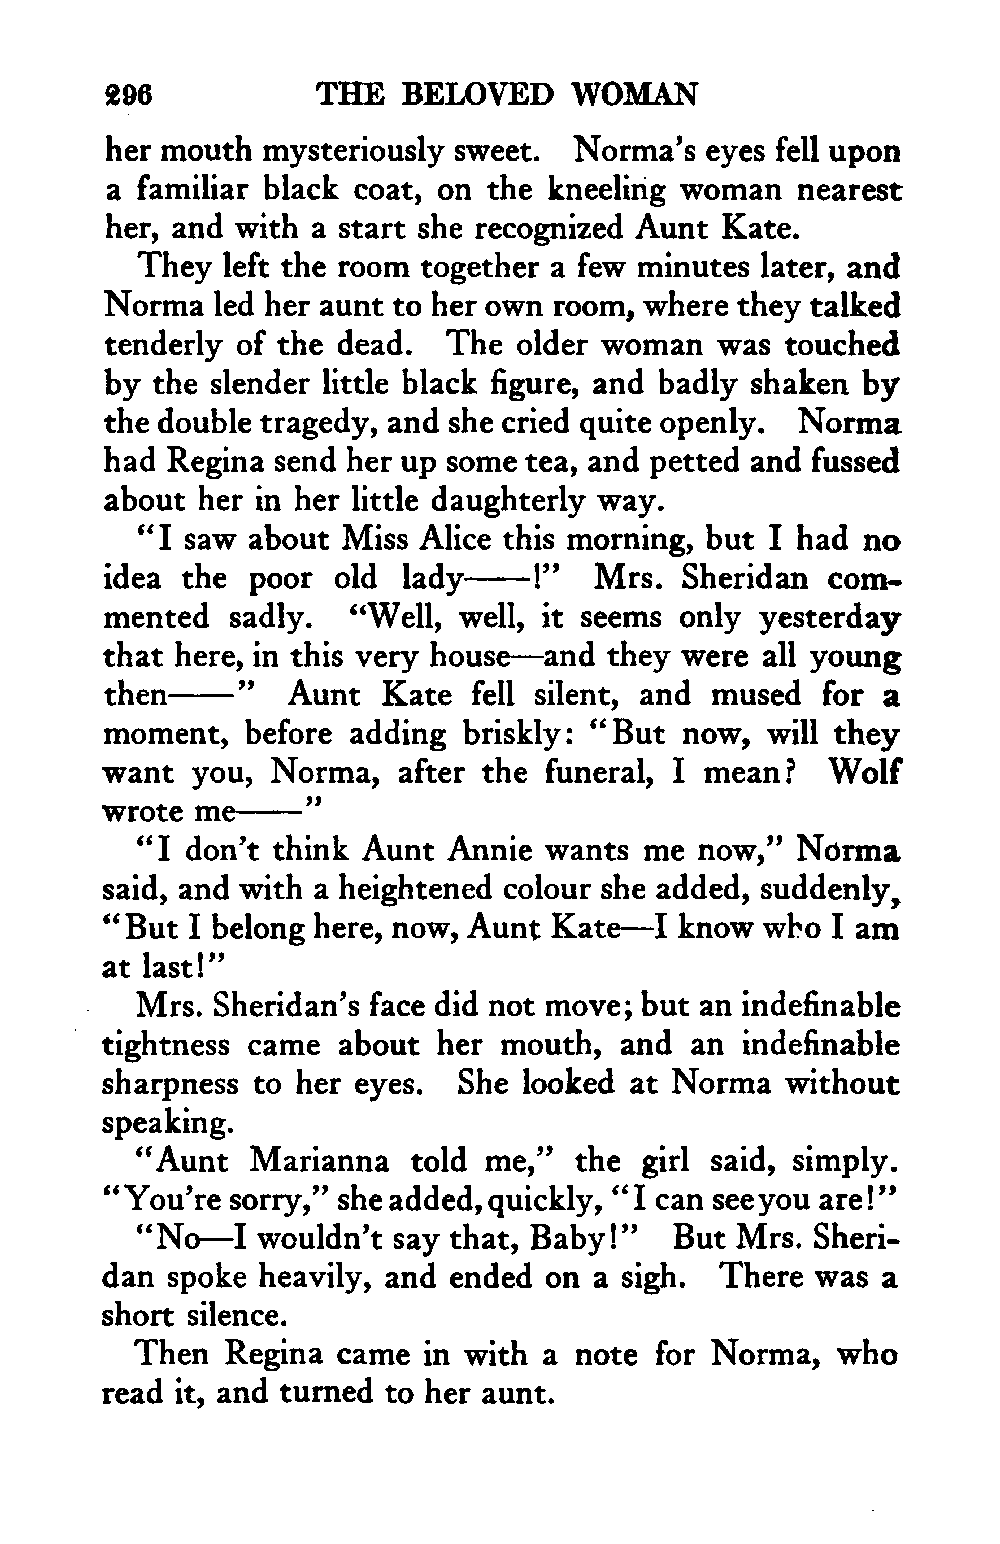 296 THE BELOVED WOMAN
her mouth mysteriously sweet. Norma's eyes fell upon
a familiar black coat, on the kneeling woman nearest
her, and with a start she recognized Aunt Kate.
They left the room together a few minutes later, and
Norma led her aunt to her own room, where they talked
tenderly of the dead. The older woman was touched
by the slender little black figure, and badly shaken by
the double tragedy, and she cried quite openly. Norma
had Regina send her up some tea, and petted and fussed
about her in her little daughterly way.
"I saw about Miss Alice this morning, but I had no
idea the poor old lady——!" Mrs. Sheridan com-
mented sadly. "Well, well, it seems only yesterday
that here, in this very house—and they were all young
then——" Aunt Kate fell silent, and mused for a
moment, before adding briskly: "But now, will they
want you, Norma, after the funeral, I mean? Wolf
wrote me——"
"I don't think Aunt Annie wants me now," Norma
said, and with a heightened colour she added, suddenly,
"But I belong here, now, Aunt Kate—I know who I am
at last!"
Mrs. Sheridan's face did not move; but an indefinable
tightness came about her mouth, and an indefinable
sharpness to her eyes. She looked at Norma without
speaking.
"Aunt Marianna told me," the girl said, simply.
"You're sorry," she added, quickly, "I can see you are!"
"No—I wouldn't say that, Baby!" But Mrs. Sheri-
dan spoke heavily, and ended on a sigh. There was a
short silence.
Then Regina came in with a note for Norma, who
read it, and turned to her aunt.